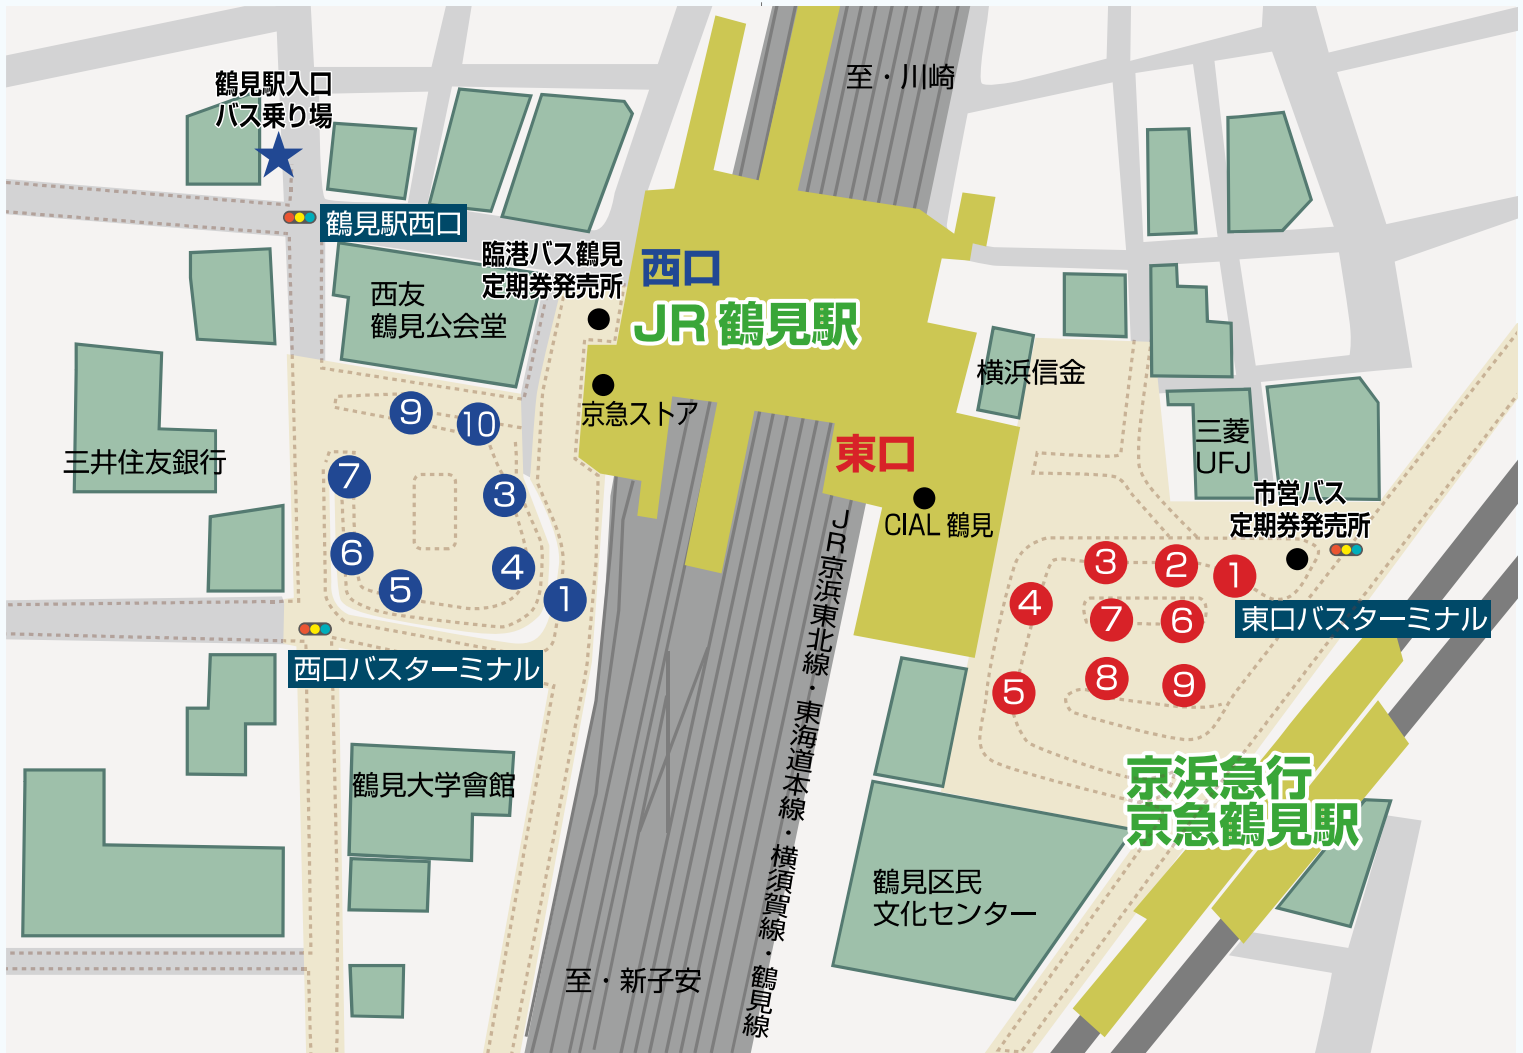 至・川崎
鶴見駅入口
バス乗り場
鶴見駅西口
臨港バス鶴見
定期券発売所
西口
西友
鶴見公会堂
JR 鶴見駅
横浜信金
京急ストア
9
10
東口
三菱
UFJ
三井住友銀行
7
3
CIAL 鶴見
市営バス
定期券発売所
6
4
5
1
3
2
1
4
7
6
東口バスターミナル
西口バスターミナル
5
8
9
JR京浜東北線・東海道本線・横須賀線・鶴見線
鶴見大学會館
京浜急行
京急鶴見駅
鶴見区民
文化センター
至・新子安